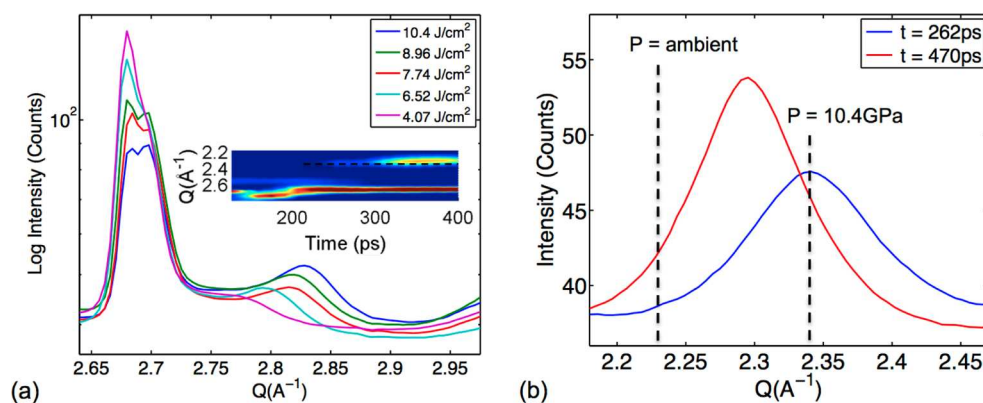 10.4 J/cm²
8.96 J/cm²
7.74 J/cm²
6.52 J/cm²
4.07 J/cm²
10²
Log Intensity (Counts)
2.2
2.4
2.6
Q(Å⁻¹)
200 300 400
Time (ps)
2.65 2.7 2.75 2.8 2.85 2.9 2.95
Q(A⁻¹)
(a)
t = 262ps
t = 470ps
P = ambient
P = 10.4GPa
55
50
45
40
Intensity (Counts)
2.2 2.25 2.3 2.35 2.4 2.45
Q(A⁻¹)
(b)